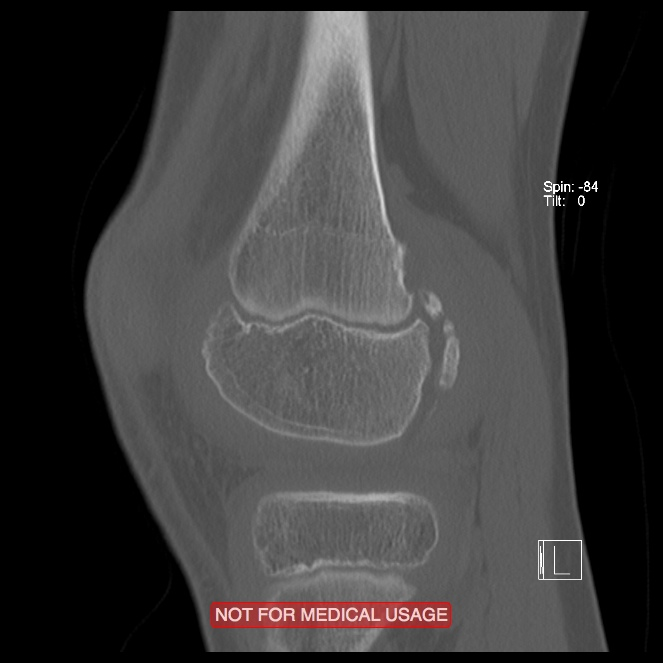 Spin: -84
Tilt: 0
L
NOT FOR MEDICAL USAGE